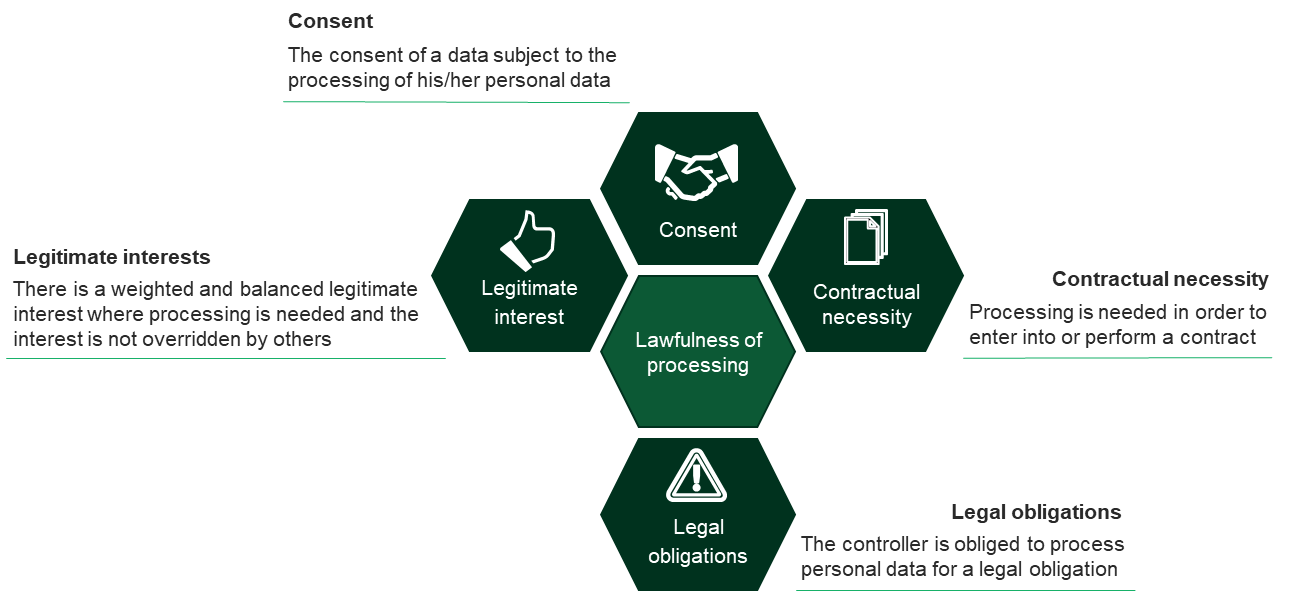 Consent
The consent of a data subject to the
processing of his/her personal data
Consent
Legitimate
interest
Contractual
necessity
Lawfulness of
processing
Legitimate interests
There is a weighted and balanced legitimate
interest where processing is needed and the
interest is not overridden by others
Contractual necessity
Processing is needed in order to
enter into or perform a contract
Legal
obligations
Legal obligations
The controller is obliged to process
personal data for a legal obligation